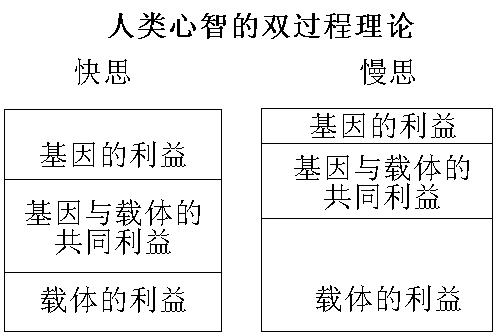 人类心智的双过程理论
快思
慢思
基因的利益
基因与载体的
共同利益
载体的利益
基因的利益
基因与载体的
共同利益
载体的利益